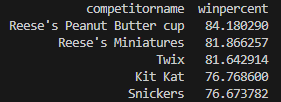 competitorname winpercent
Reese's Peanut Butter cup 84.180290
Reese's Miniatures 81.866257
Twix 81.642914
Kit Kat 76.768600
Snickers 76.673782